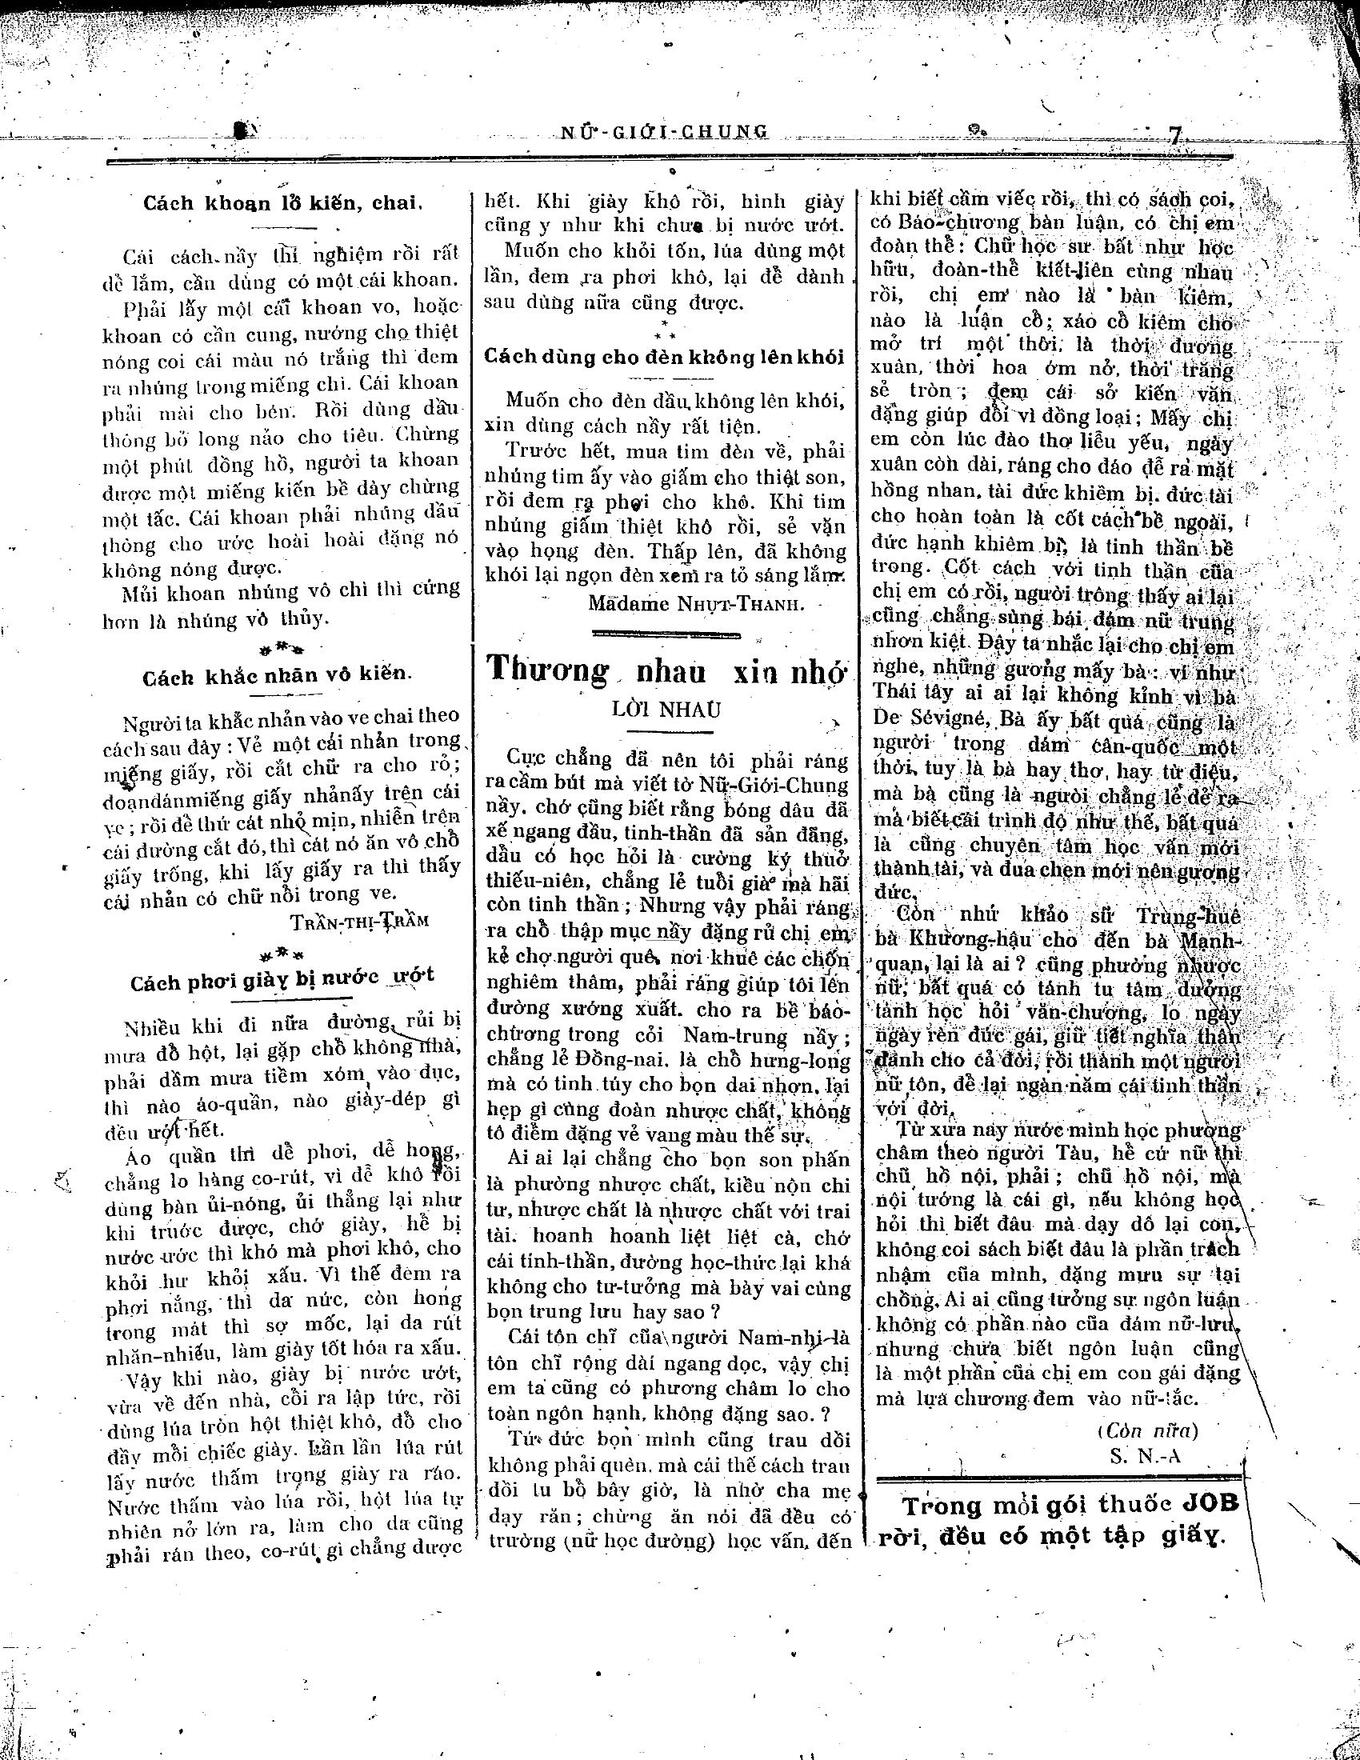 NỮ-GIỚI-CHUNG
7
Cách khoan lỗ kiến, chai.
Cái cách nầy thí nghiệm rồi rất
dễ lắm, cần dùng có một cái khoan.
Phải lấy một cái khoan vo, hoặc
khoan có cần cung, nướng cho thiệt
nóng coi cái màu nó trắng thì đem
ra nhúng trong miếng chì. Cái khoan
phải mài cho bén. Rồi dùng dầu
thông bỏ long não cho tiêu. Chừng
một phút đồng hồ, người ta khoan
được một miếng kiến bề dày chừng
một tấc. Cái khoan phải nhúng dầu
thông cho ước hoài hoài đặng nó
không nóng được.
Mủi khoan nhúng vô chì thì cứng
hơn là nhúng vô thủy.
Cách khắc nhãn vô kiến.
Người ta khắc nhản vào ve chai theo
cách sau đây : Vẻ một cái nhản trong
miếng giấy, rồi cắt chữ ra cho rỏ ;
đoạn dán miếng giấy nhản ấy trên cái
ve ; rồi để thứ cát nhỏ mịn, nhiễn trên
cái đường cắt đó, thì cát nó ăn vô chỗ
giấy trống, khi lấy giấy ra thì thấy
cái nhản có chữ nổi trong ve.
TRẦN-THỊ-TRẦM
Cách phơi giày bị nước ướt
Nhiều khi đi nữa đường, rủi bị
mưa đổ hột, lại gặp chỗ không nhà,
phải dầm mưa tiềm xóm vào đục,
thì nào áo-quần, nào giày-dép gì
đều ướt hết.
Áo quần thì dễ phơi, dễ hong,
chẳng lo hàng co-rút, vì dễ khô rồi
dùng bàn ủi-nóng, ủi thẳng lại như
khi trước được, chớ giày, hễ bị
nước ước thì khó mà phơi khô, cho
khỏi hư khỏi xấu. Vì thế đem ra
phơi nắng, thì da nức, còn hong
trong mát thì sợ mốc, lại da rút
nhăn-nhiếu, làm giày tốt hóa ra xấu.
Vậy khi nào, giày bị nước ướt,
vừa về đến nhà, cỡi ra lập tức, rồi
dùng lúa tròn hột thiệt khô, đổ cho
đầy mỗi chiếc giày. Lần lần lúa rút
lấy nước thấm trong giày ra ráo.
Nước thấm vào lúa rồi, hột lúa tự
nhiên nở lớn ra, làm cho da cũng
phải rán theo, co-rút gì chẳng được
hết. Khi giày khô rồi, hình giày
cũng y như khi chưa bị nước ướt.
Muốn cho khỏi tốn, lúa dùng một
lần, đem ra phơi khô, lại để dành
sau dùng nữa cũng được.
Cách dùng cho đèn không lên khói
Muốn cho đèn dầu không lên khói,
xin dùng cách nầy rất tiện.
Trước hết, mua tim đèn về, phải
nhúng tim ấy vào giấm cho thiệt son,
rồi đem ra phơi cho khô. Khi tim
nhúng giấm thiệt khô rồi, sẻ vặn
vào họng đèn. Thấp lên, đã không
khói lại ngọn đèn xem ra tỏ sáng lắm.
Madame NHỰT-THANH.
Thương nhau xin nhớ
LỜI NHAU
Cực chẳng đã nên tôi phải ráng
ra cầm bút mà viết tờ Nữ-Giới-Chung
nầy, chớ cũng biết rằng bóng dâu đã
xế ngang đầu, tinh-thần đã sản đãng,
dầu có học hỏi là cường ký thuở
thiếu-niên, chẳng lẻ tuổi già mà hãi
còn tinh thần ; Nhưng vậy phải ráng
ra chỗ thập mục nầy đặng rủ chị em,
kẻ chợ người quê, nơi khuê các chốn
nghiêm thâm, phải ráng giúp tôi lên
đường xướng xuất, cho ra bề báo-
chương trong cỏi Nam-trung nầy ;
chẳng lẻ Đồng-nai, là chỗ hưng-long
mà có tinh túy cho bọn đai nhơn, lại
hẹp gì cùng đoàn nhược chất, không
tô điểm đặng vẻ vang màu thế sự.
Ai ai lại chẳng cho bọn son phấn
là phường nhược chất, kiều nộn chi
tư, nhược chất là nhược chất với trai
tài, hoanh hoanh liệt liệt cà, chớ
cái tinh-thần, đường học-thức lại khá
không cho tư-tưởng mà bày vai cùng
bọn trung lưu hay sao ?
Cái tôn chỉ của người Nam-nhi là
tôn chỉ rộng dài ngang dọc, vậy chị
em ta cũng có phương châm lo cho
toàn ngôn hạnh, không đặng sao. ?
Tứ đức bọn mình cũng trau dồi
không phải quên, mà cái thế cách trau
dồi tu bổ bây giờ, là nhờ cha mẹ
dạy răn ; chừng ăn nói đã đều có
trường (nữ học đường) học vấn, đến
khi biết cầm viếc rồi, thì có sách coi,
có Báo-chương bàn luận, có chị em
đoàn thể : Chữ học sư bất như học
hữu, đoàn-thể kiết-liên cùng nhau
rồi, chị em nào là bàn kiêm,
nào là luận cổ ; xáo cổ kiêm cho
mở trí một thời, là thời đương
xuân, thời hoa ớm nở, thời trăng
sẻ tròn ; đem cái sở kiến văn
đặng giúp đổi vì đồng loại ; Mấy chị
em còn lúc đào thơ liễu yếu, ngày
xuân còn dài, ráng cho đáo để ra mặt
hồng nhan, tài đức khiêm bị. đức tài
cho hoàn toàn là cốt cách bề ngoài,
đức hạnh khiêm bị, là tinh thần bề
trong. Cốt cách với tinh thần của
chị em có rồi, người trông thấy ai lại
cũng chẳng sùng bái đám nữ trung
nhơn kiệt. Đậy ta nhắc lại cho chị em
nghe, những gương mấy bà : ví như
Thái tây ai ai lại không kỉnh vì bà
De Sévigné, Bà ấy bất quá cũng là
người trong dám cân-quốc một
thời, tuy là bà hay thơ, hay từ điệu,
mà bà cũng là người chẳng lẻ để ra
mà biết cái trình độ như thế, bất quá
là cũng chuyên tâm học vấn mới
thành tài, và đua chen mới nên gương
đức.
Còn như khảo sử Trung-huê
bà Khương-hậu cho đến bà Mạnh-
quan, lại là ai ? cũng phường nhược
nữ, bất quá có tánh tu tâm dưỡng
tánh học hỏi văn-chương, lo ngày
ngày rèn đức gái, giữ tiết nghĩa thân
danh cho cả đời, rồi thành một người
nữ tôn, để lại ngàn năm cái tinh thần
với đời.
Từ xưa nay nước mình học phương
châm theo người Tàu, hễ cứ nữ thì
chữ hồ nội, phải ; chữ hồ nội, mà
nội tướng là cái gì, nếu không học
hỏi thì biết đâu mà dạy dổ lại con,
không coi sách biết đâu là phần trách
nhậm của mình, đặng mưu sự tại
chồng. Ai ai cũng tưởng sự ngôn luận
không có phần nào của đám nữ-lưu,
nhưng chưa biết ngôn luận cũng
là một phần của chị em con gái đặng
mà lựa chương đem vào nữ-tắc.
(Còn nữa)
S. N.-A
Trong mỗi gói thuốc JOB
rời, đều có một tập giấy.